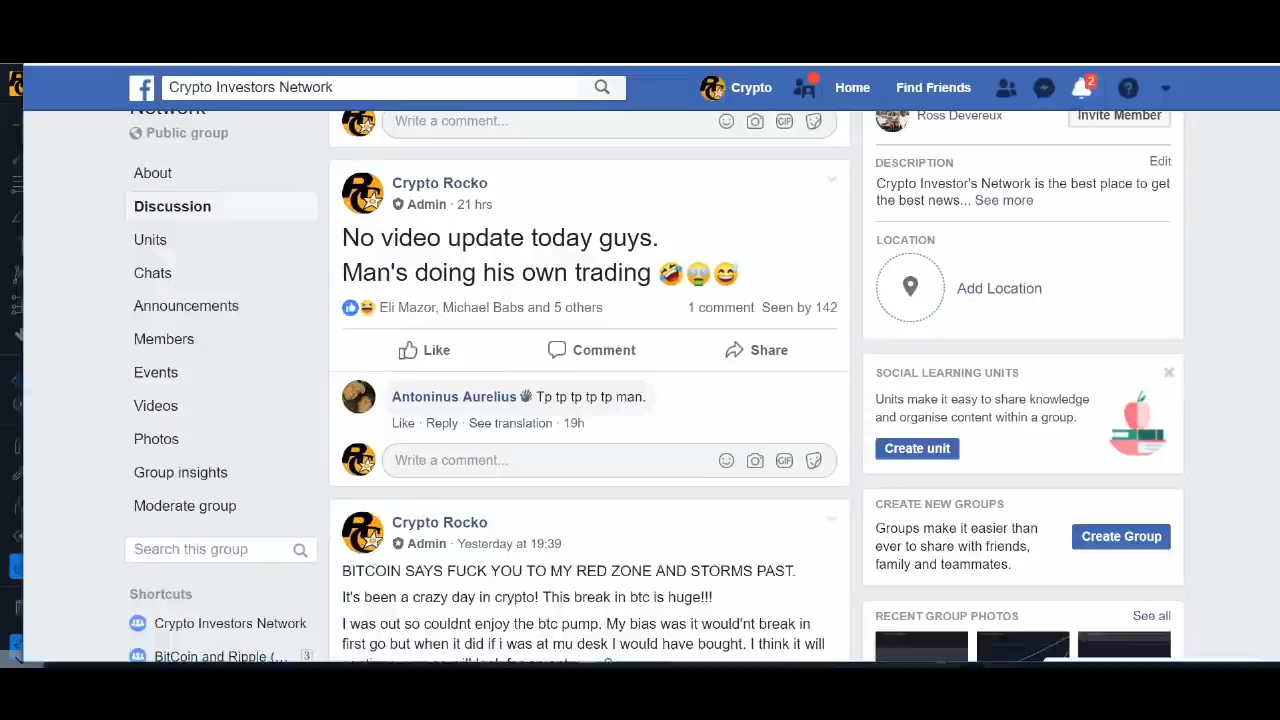 Crypto Investors Network
Crypto
Home
Find Friends
2
Network
Public group
About
Discussion
Units
Chats
Announcements
Members
Events
Videos
Photos
Group insights
Moderate group
Search this group
Shortcuts
Crypto Investors Network
BitCoin and Ripple (... 3
Write a comment...
GIF
Crypto Rocko
Admin · 21 hrs
No video update today guys.
Man's doing his own trading 🤣🤑😅
Eli Mazor, Michael Babs and 5 others 1 comment Seen by 142
Like Comment Share
Antoninus Aurelius Tp tp tp tp tp man.
Like · Reply · See translation · 19h
Write a comment...
GIF
Crypto Rocko
Admin · Yesterday at 19:39
BITCOIN SAYS FUCK YOU TO MY RED ZONE AND STORMS PAST.
It's been a crazy day in crypto! This break in btc is huge!!!
I was out so couldnt enjoy the btc pump. My bias was it would'nt break in
first go but when it did if i was at mu desk I would have bought. I think it will
Ross Devereux
Invite Member
DESCRIPTION Edit
Crypto Investor's Network is the best place to get
the best news... See more
LOCATION
Add Location
SOCIAL LEARNING UNITS
Units make it easy to share knowledge
and organise content within a group.
Create unit
CREATE NEW GROUPS
Groups make it easier than
ever to share with friends,
family and teammates.
Create Group
RECENT GROUP PHOTOS See all